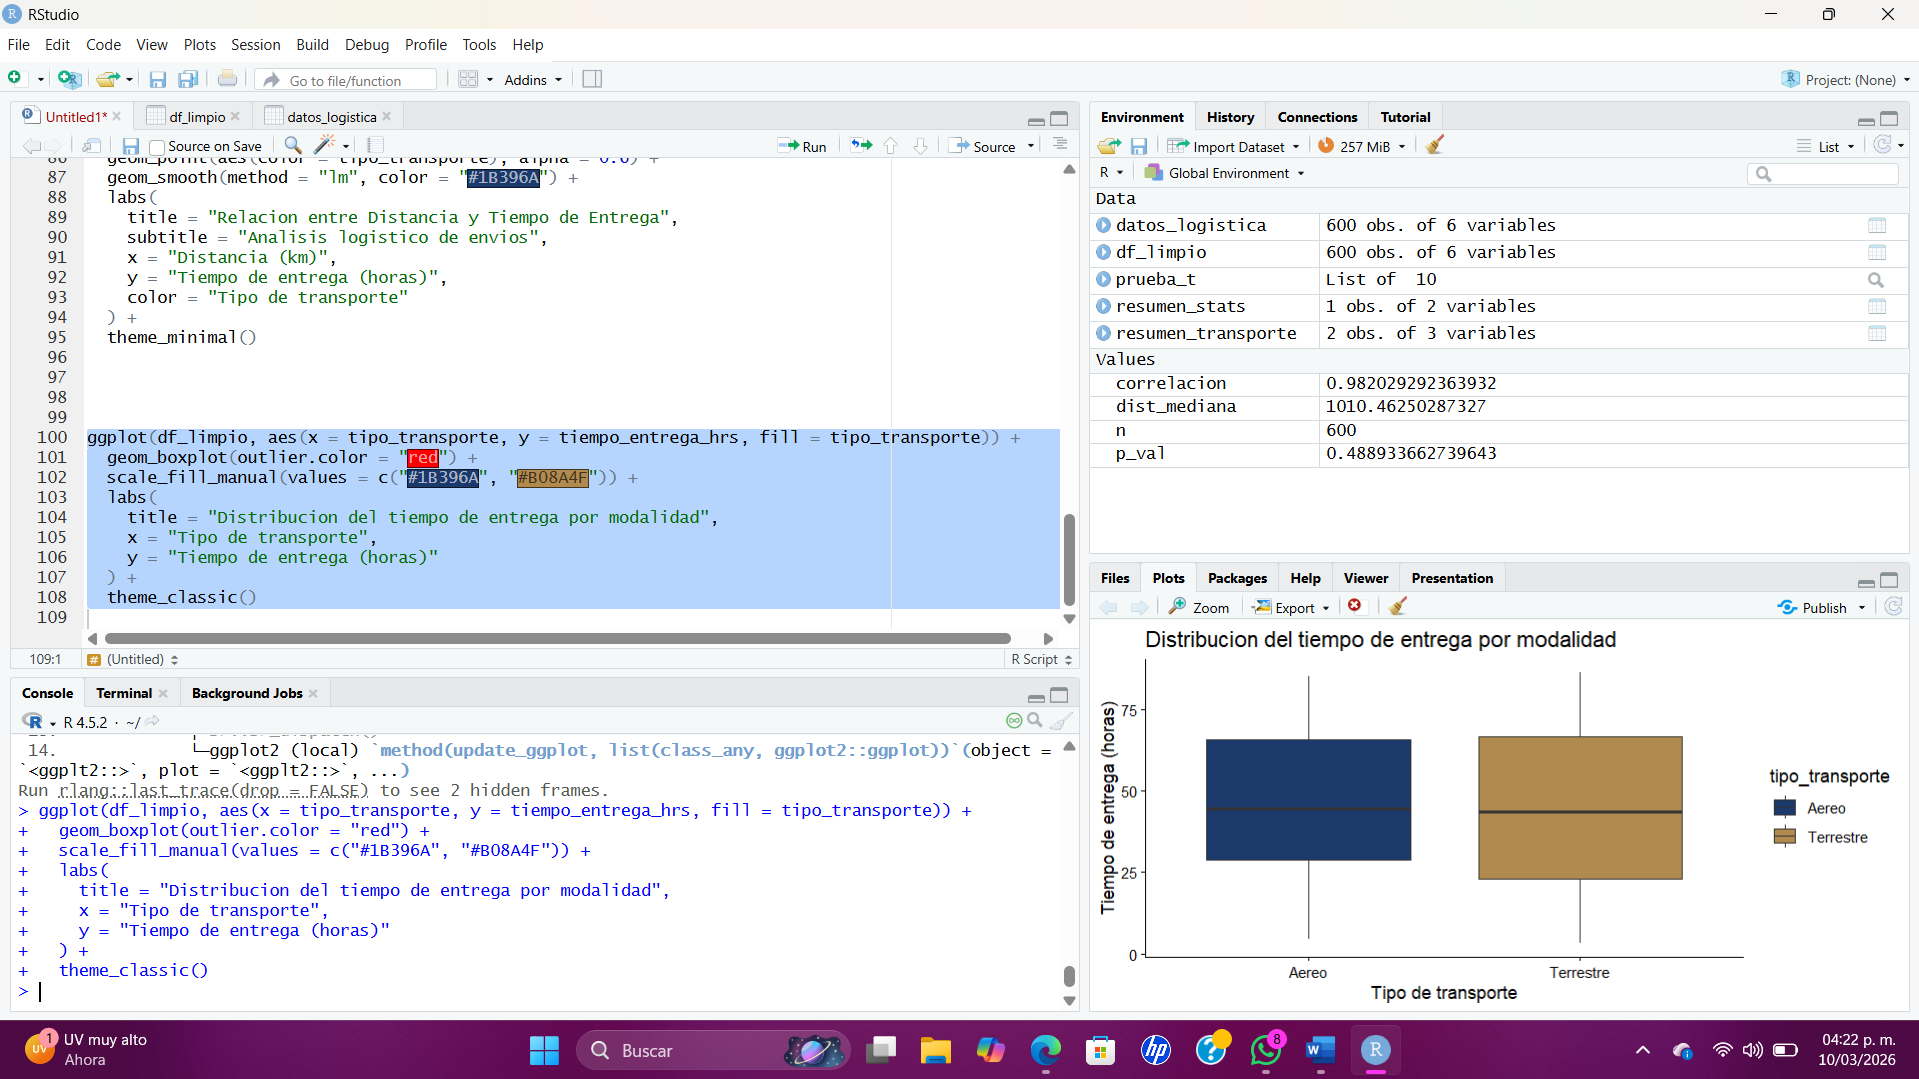 RStudio
File Edit Code View Plots Session Build Debug Profile Tools Help
Go to file/function Addins Project: (None)
Untitled1* df_limpio datos_logistica
Source on Save Run Source
86 geom_point(aes(color = tipo_transporte), alpha = 0.6) +
87 geom_smooth(method = "lm", color = "#1B396A") +
88 labs(
89 title = "Relacion entre Distancia y Tiempo de Entrega",
90 subtitle = "Analisis logistico de envios",
91 x = "Distancia (km)",
92 y = "Tiempo de entrega (horas)",
93 color = "Tipo de transporte"
94 ) +
95 theme_minimal()
96
97
98
99
100 ggplot(df_limpio, aes(x = tipo_transporte, y = tiempo_entrega_hrs, fill = tipo_transporte)) +
101 geom_boxplot(outlier.color = "red") +
102 scale_fill_manual(values = c("#1B396A", "#B08A4F")) +
103 labs(
104 title = "Distribucion del tiempo de entrega por modalidad",
105 x = "Tipo de transporte",
106 y = "Tiempo de entrega (horas)"
107 ) +
108 theme_classic()
109
109:1 (Untitled) R Script
Console Terminal Background Jobs
R 4.5.2 · ~/
14. └─ggplot2 (local) `method(update_ggplot, list(class_any, ggplot2::ggplot))`(object =
`<ggplt2::>`, plot = `<ggplt2::>`, ...)
Run rlang::last_trace(drop = FALSE) to see 2 hidden frames.
> ggplot(df_limpio, aes(x = tipo_transporte, y = tiempo_entrega_hrs, fill = tipo_transporte)) +
+ geom_boxplot(outlier.color = "red") +
+ scale_fill_manual(values = c("#1B396A", "#B08A4F")) +
+ labs(
+ title = "Distribucion del tiempo de entrega por modalidad",
+ x = "Tipo de transporte",
+ y = "Tiempo de entrega (horas)"
+ ) +
+ theme_classic()
>
Environment History Connections Tutorial
Import Dataset 257 MiB List
R Global Environment
Data
datos_logistica 600 obs. of 6 variables
df_limpio 600 obs. of 6 variables
prueba_t List of 10
resumen_stats 1 obs. of 2 variables
resumen_transporte 2 obs. of 3 variables
Values
correlacion 0.982029292363932
dist_mediana 1010.46250287327
n 600
p_val 0.488933662739643
Files Plots Packages Help Viewer Presentation
Zoom Export Publish
Distribucion del tiempo de entrega por modalidad
Tiempo de entrega (horas)
75
50
25
0
Aereo Terrestre
Tipo de transporte
tipo_transporte
Aereo
Terrestre
UV 1 UV muy alto
Ahora
Buscar
hp
8
W
R
04:22 p. m.
10/03/2026